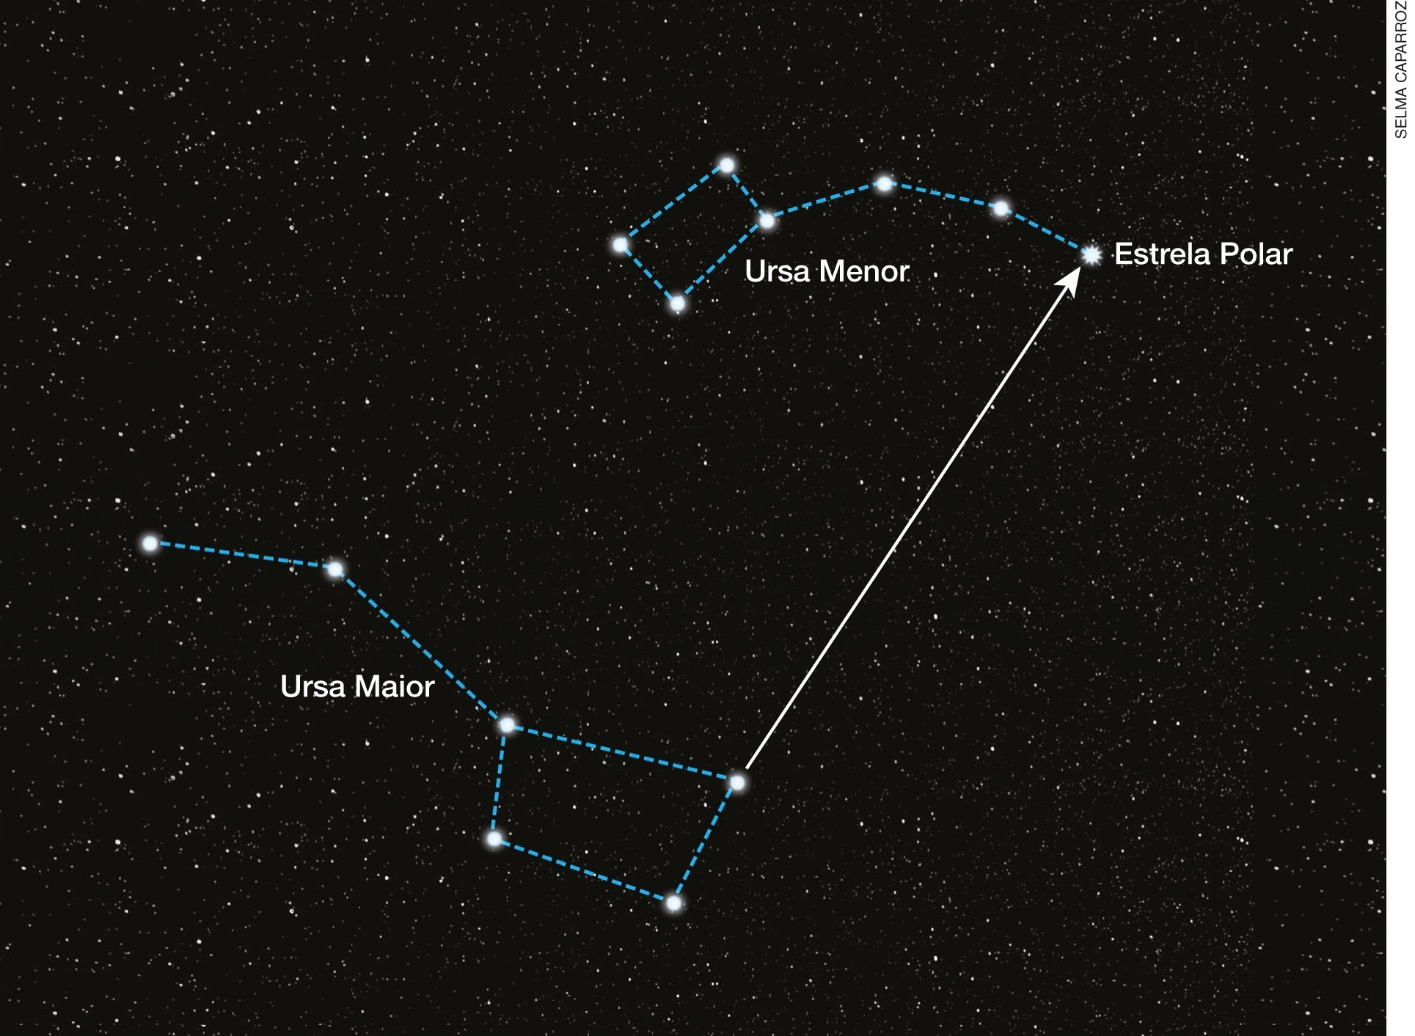 SELMA CAPARROZ
Estrela Polar
Ursa Menor
Ursa Maior